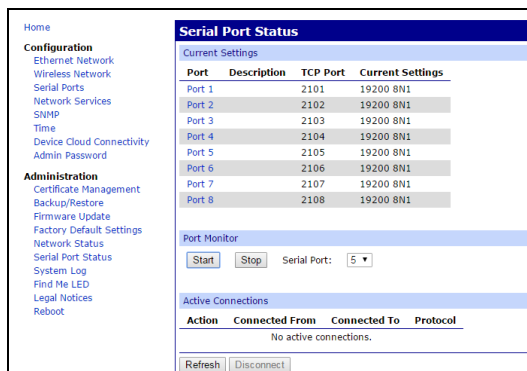 Home
Configuration
Ethernet Network
Wireless Network
Serial Ports
Network Services
SNMP
Time
Device Cloud Connectivity
Admin Password
Administration
Certificate Management
Backup/Restore
Firmware Update
Factory Default Settings
Network Status
Serial Port Status
System Log
Find Me LED
Legal Notices
Reboot
Serial Port Status
Current Settings
Port Description TCP Port Current Settings
Port 1 2101 19200 8N1
Port 2 2102 19200 8N1
Port 3 2103 19200 8N1
Port 4 2104 19200 8N1
Port 5 2105 19200 8N1
Port 6 2106 19200 8N1
Port 7 2107 19200 8N1
Port 8 2108 19200 8N1
Port Monitor
Start Stop Serial Port: 5
Active Connections
Action Connected From Connected To Protocol
No active connections.
Refresh Disconnect